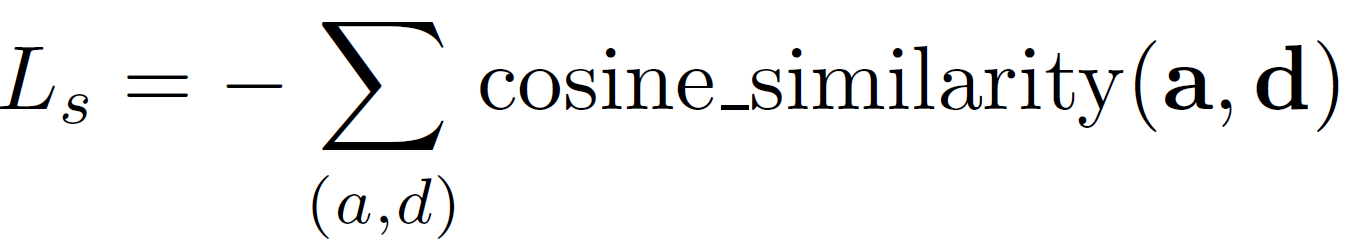 L_s = − ∑_{(a,d)} cosine_similarity(𝐚, 𝐝)